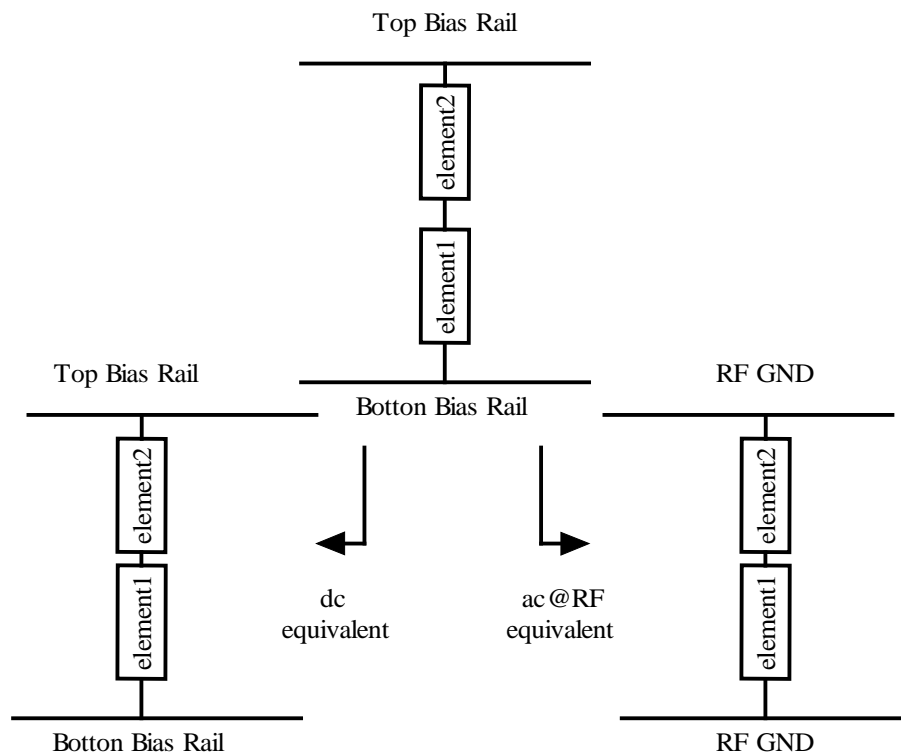 Top Bias Rail
element2
element1
Botton Bias Rail
Top Bias Rail
element2
element1
Botton Bias Rail
dc
equivalent
ac@RF
equivalent
RF GND
element2
element1
RF GND